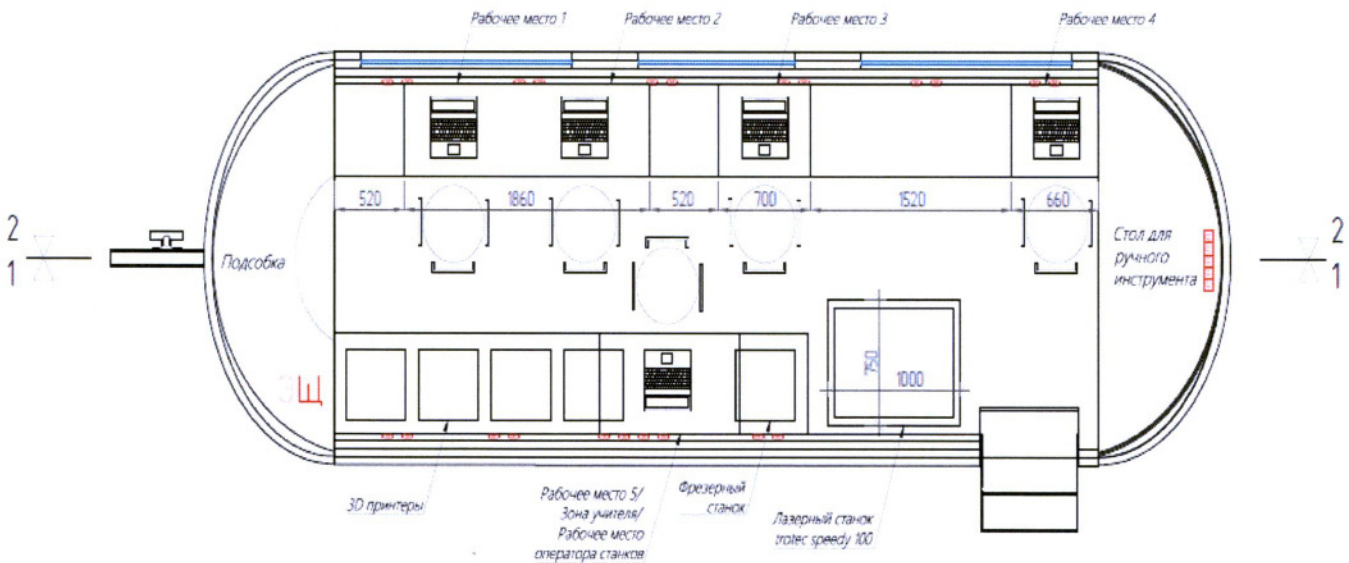 Рабочее место 1
Рабочее место 2
Рабочее место 3
Рабочее место 4
520
1860
520
700
1520
660
2
1
Подсобка
Стол для
ручного
инструмента
2
1
750
1000
ЭЩ
3D принтеры
Рабочее место 5/
Зона учителя/
Рабочее место
оператора станков
Фрезерный
станок
Лазерный станок
trotec speedy 100